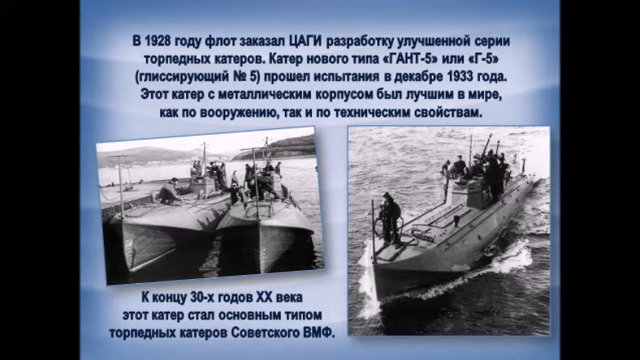 В 1928 году флот заказал ЦАГИ разработку улучшенной серии
торпедных катеров. Катер нового типа «ГАНТ-5» или «Г-5»
(глиссирующий № 5) прошел испытания в декабре 1933 года.
Этот катер с металлическим корпусом был лучшим в мире,
как по вооружению, так и по техническим свойствам.
К концу 30-х годов XX века
этот катер стал основным типом
торпедных катеров Советского ВМФ.